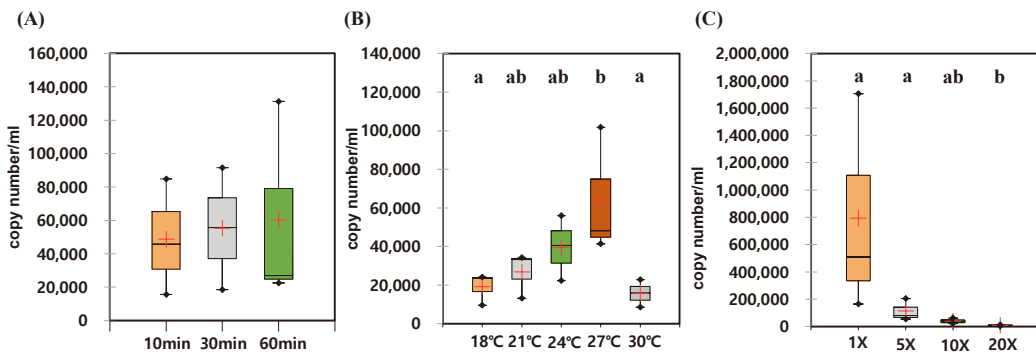 (A)
copy number/ml
160,000
140,000
120,000
100,000
80,000
60,000
40,000
20,000
0
10min 30min 60min
(B)
copy number/ml
140,000
120,000
100,000
80,000
60,000
40,000
20,000
0
a ab ab b a
18℃ 21℃ 24℃ 27℃ 30℃
(C)
copy number/ml
2,000,000
1,800,000
1,600,000
1,400,000
1,200,000
1,000,000
800,000
600,000
400,000
200,000
0
a a ab b
1X 5X 10X 20X